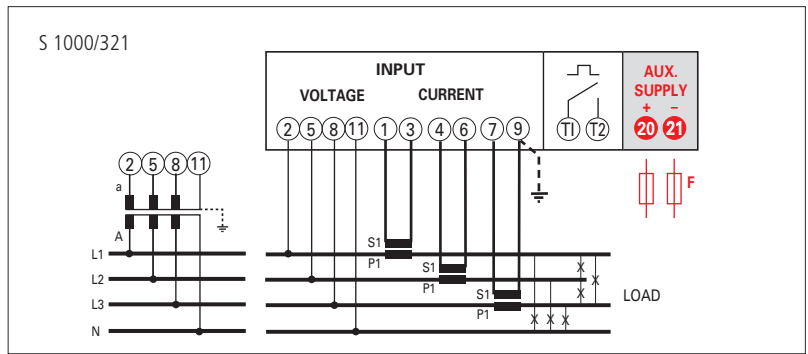 S 1000/321
INPUT
VOLTAGE CURRENT
AUX.
SUPPLY
+ –
2 5 8 11 1 3 4 6 7 9 T1 T2 20 21
2 5 8 11
a
F
A
S1
L1
P1
S1
L2
P1
S1
LOAD
L3
P1
N
X X X X X X X